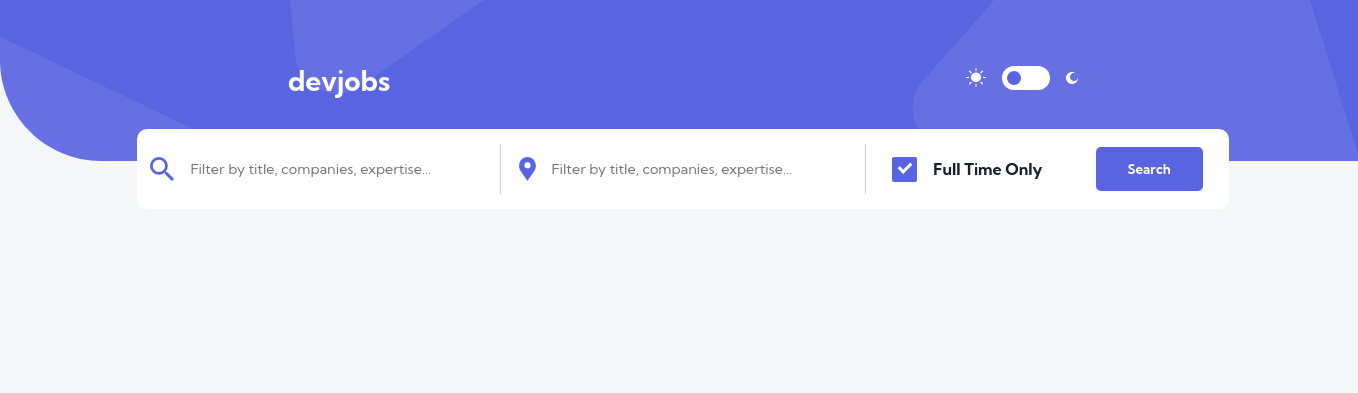 devjobs
Filter by title, companies, expertise...
Filter by title, companies, expertise...
Full Time Only
Search